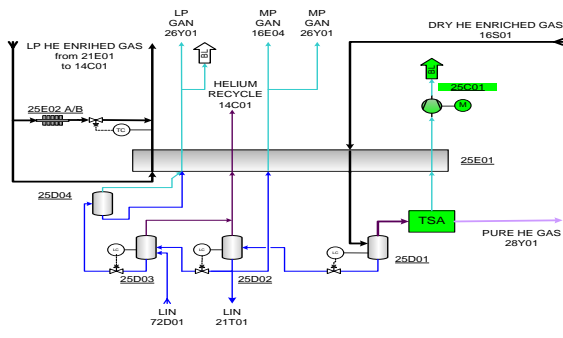 LP
GAN
26Y01
MP
GAN
16E04
MP
GAN
26Y01
DRY HE ENRICHED GAS
16S01
LP HE ENRIHED GAS
from 21E01
to 14C01
BL
BL
HELIUM
RECYCLE
14C01
25C01
25E02 A/B
M
TC
25E01
25D04
TSA
PURE HE GAS
28Y01
LC
LC
LC
25D03
25D02
25D01
LIN
72D01
LIN
21T01